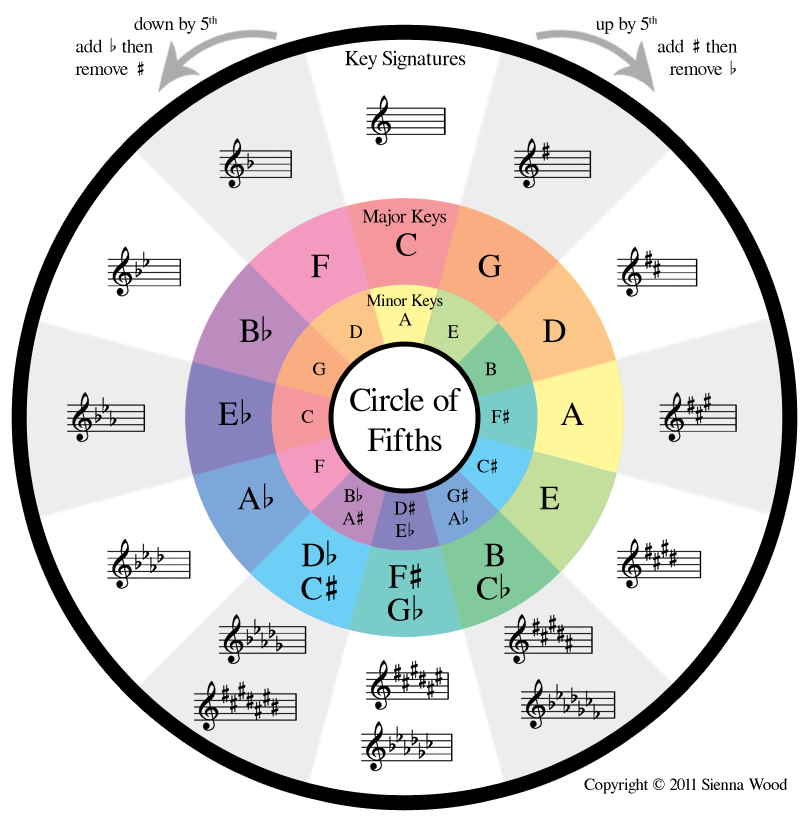 down by 5th
add ♭ then
remove ♯
up by 5th
add ♯ then
remove ♭
Key Signatures
Major Keys
C
G
D
A
E
B
C♭
F♯
G♭
D♭
C♯
A♭
E♭
B♭
F
Minor Keys
A
E
B
F♯
C♯
G♯
A♭
D♯
E♭
B♭
A♯
F
C
G
D
Circle of
Fifths
Copyright © 2011 Sienna Wood